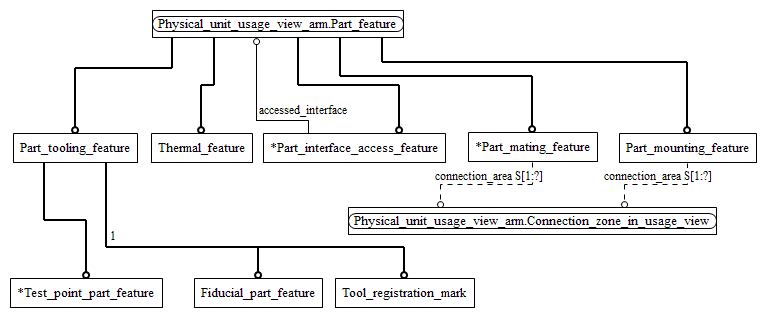 Physical_unit_usage_view_arm.Part_feature
accessed_interface
Part_tooling_feature
Thermal_feature
*Part_interface_access_feature
*Part_mating_feature
Part_mounting_feature
connection_area S[1:?]
connection_area S[1:?]
Physical_unit_usage_view_arm.Connection_zone_in_usage_view
1
*Test_point_part_feature
Fiducial_part_feature
Tool_registration_mark